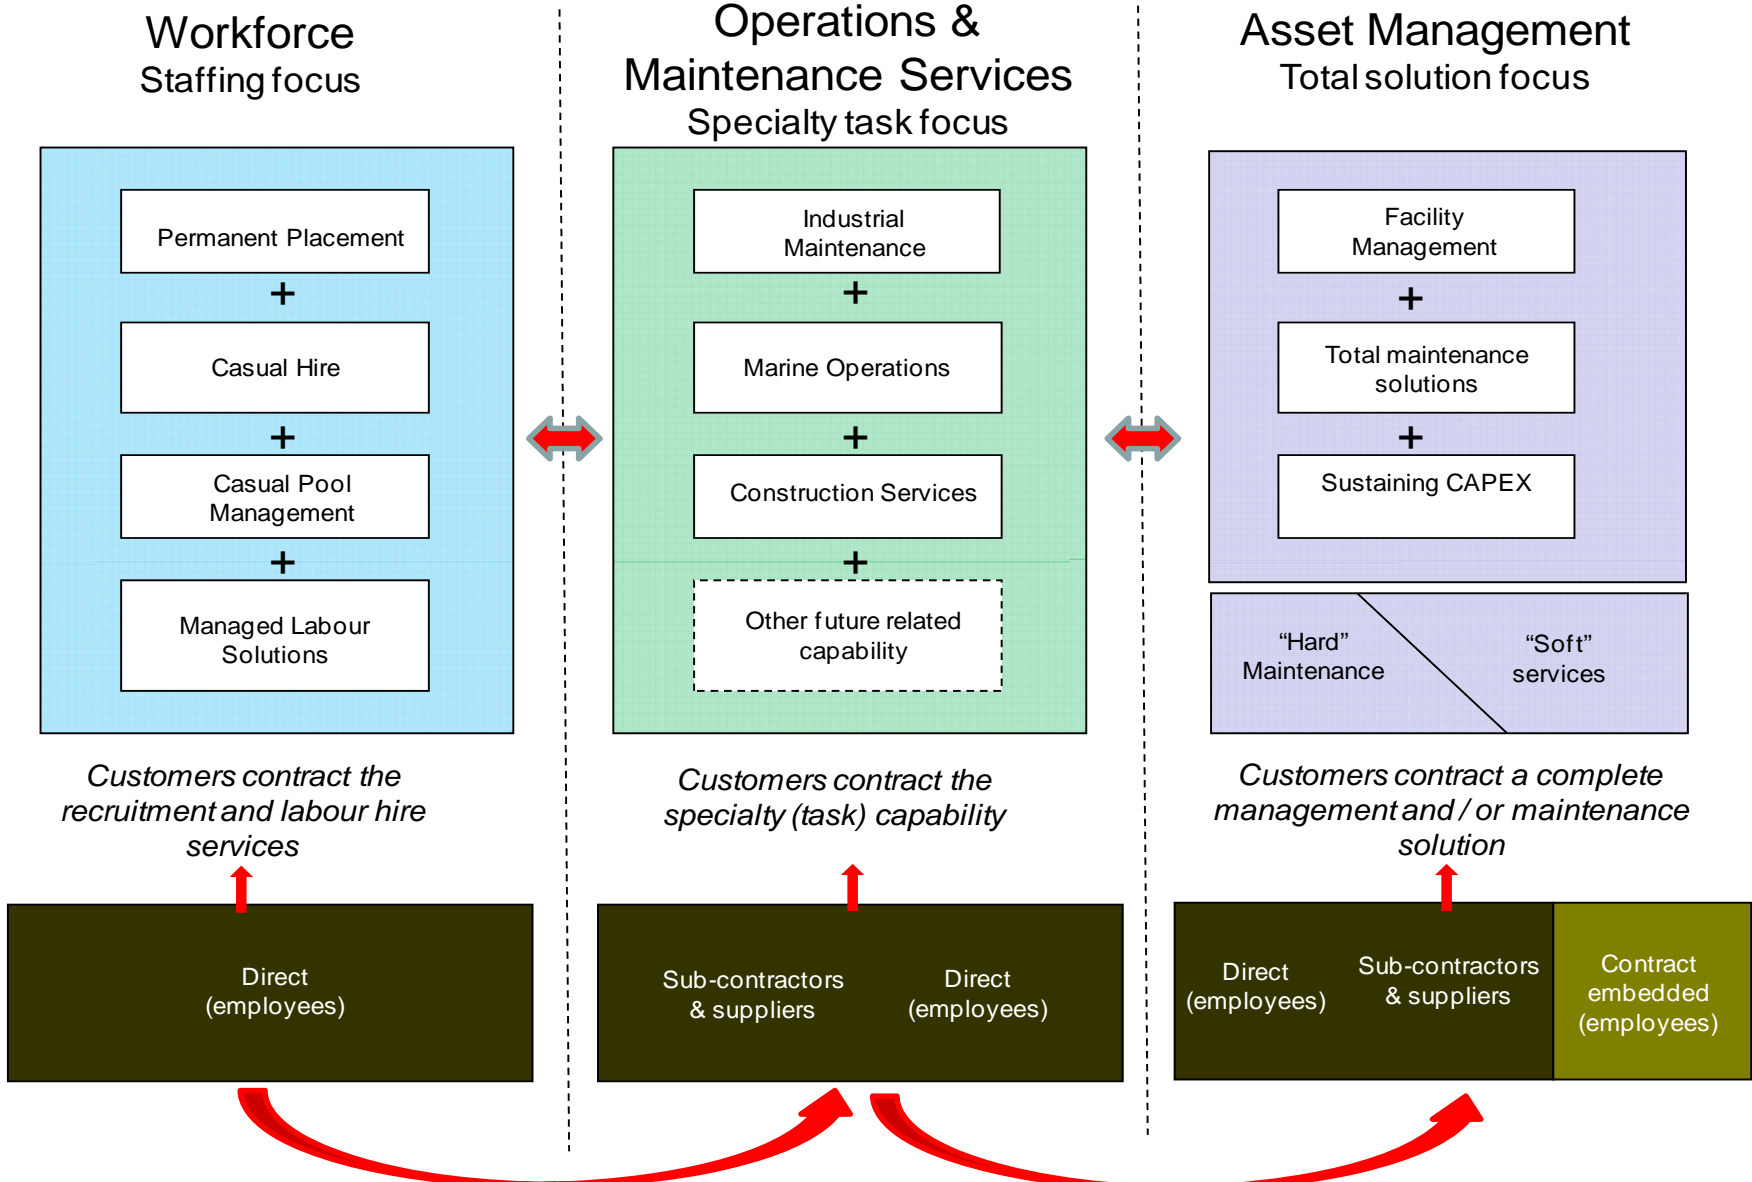 Workforce
Staffing focus
Permanent Placement
+
Casual Hire
+
Casual Pool
Management
+
Managed Labour
Solutions
Customers contract the
recruitment and labour hire
services
Direct
(employees)
Operations &
Maintenance Services
Specialty task focus
Industrial
Maintenance
+
Marine Operations
+
Construction Services
+
Other future related
capability
Customers contract the
specialty (task) capability
Sub-contractors
& suppliers
Direct
(employees)
Asset Management
Total solution focus
Facility
Management
+
Total maintenance
solutions
+
Sustaining CAPEX
“Hard”
Maintenance
“Soft”
services
Customers contract a complete
management and / or maintenance
solution
Direct
(employees)
Sub-contractors
& suppliers
Contract
embedded
(employees)